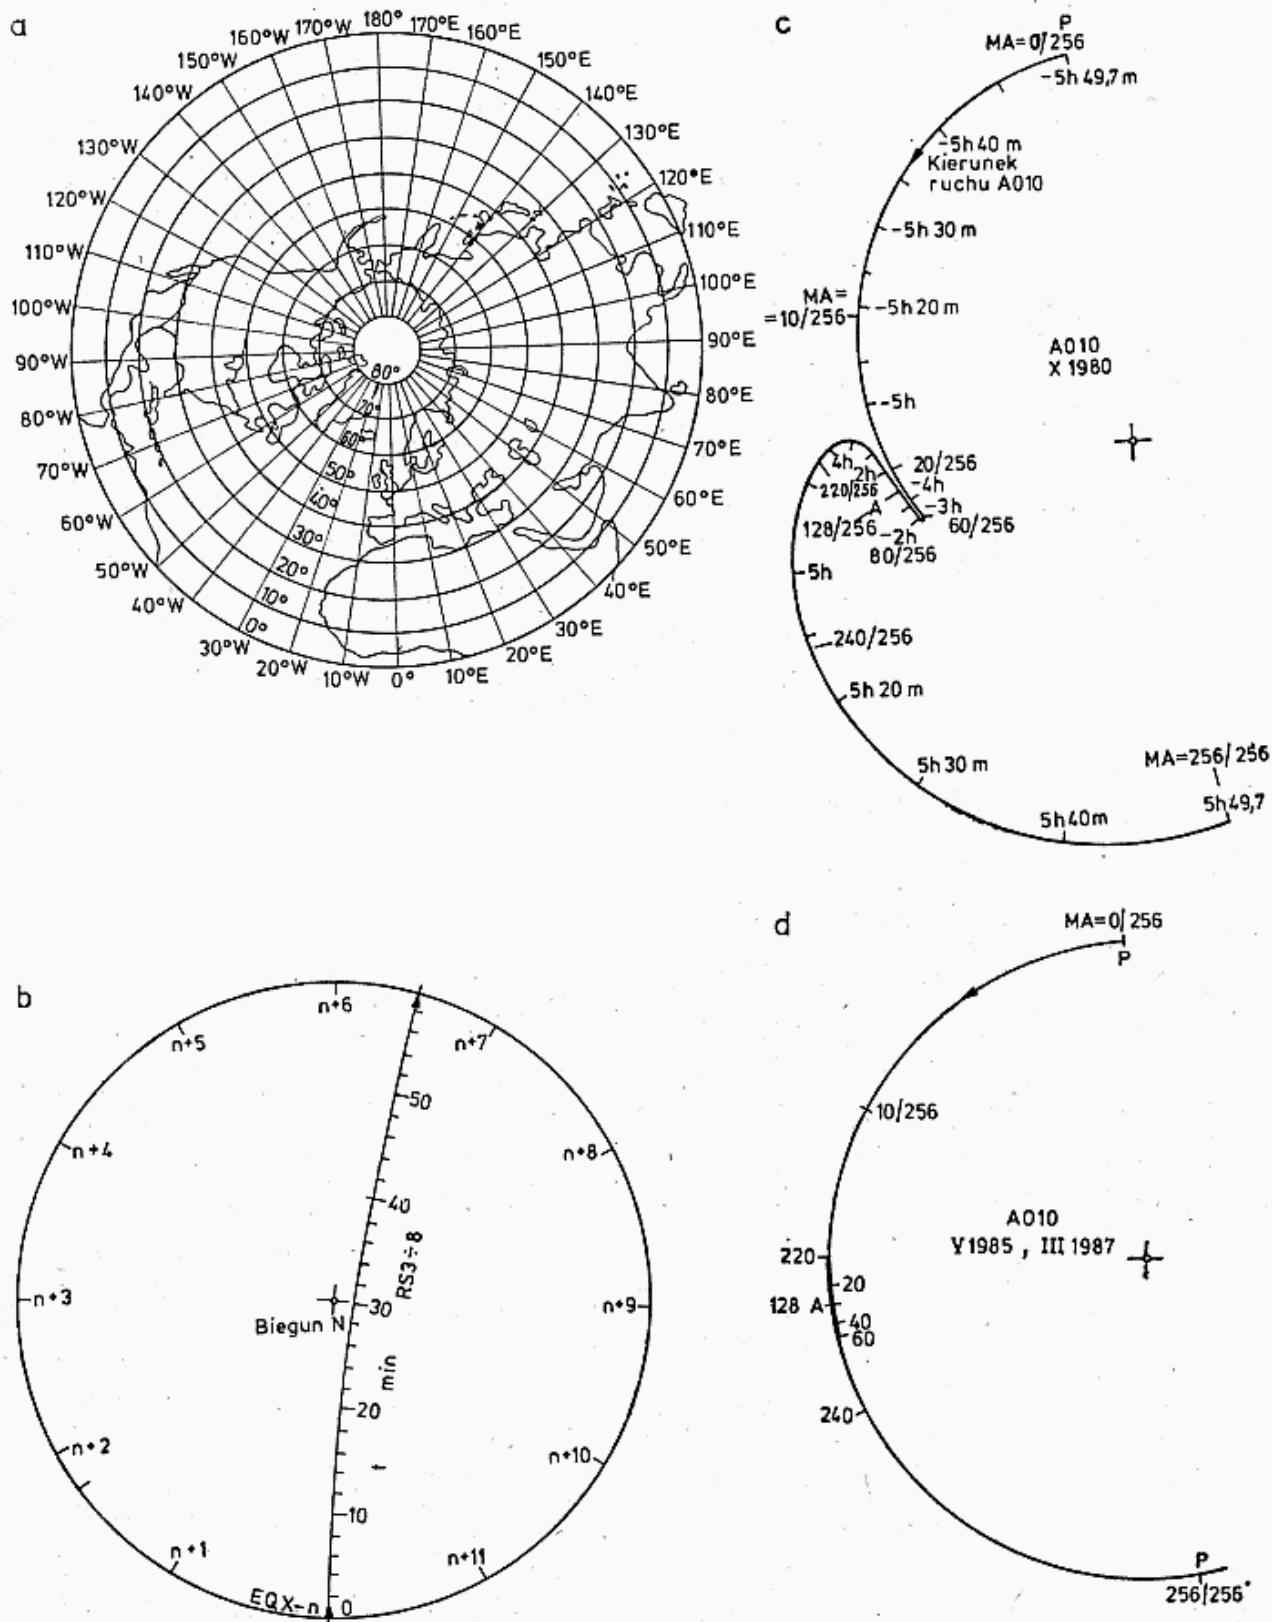 a
180°
170°W
170°E
160°W
160°E
150°W
150°E
140°W
140°E
130°W
130°E
120°W
120°E
110°W
110°E
100°W
100°E
90°W
90°E
80°W
80°E
70°W
70°E
60°W
60°E
50°W
50°E
40°W
40°E
30°W
30°E
20°W
20°E
10°W
0°
10°E
80°
70°
60°
50°
40°
30°
20°
10°
0°
b
n+6
n+5
n+7
n+4
n+8
n+3
n+9
n+2
n+10
n+1
n+11
EQX-n
0
10
20
30
40
50
t
min
RS3÷8
Biegun N
c
P
MA=0/256
-5h 49,7m
-5h 40 m
Kierunek
ruchu A010
-5h 30 m
MA=
=10/256
-5h 20 m
A010
X 1980
-5h
20/256
-4h
-3h
60/256
4h
2h
220/256
A
128/256
-2h
80/256
5h
240/256
5h 20 m
5h 30 m
MA=256/256
5h 49,7
5h40m
d
MA=0/256
P
10/256
A010
V 1985 , III 1987
220
20
128 A
40
60
240
P
256/256